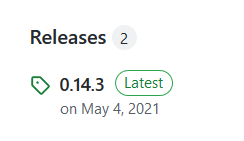 Releases 2
0.14.3 Latest
on May 4, 2021